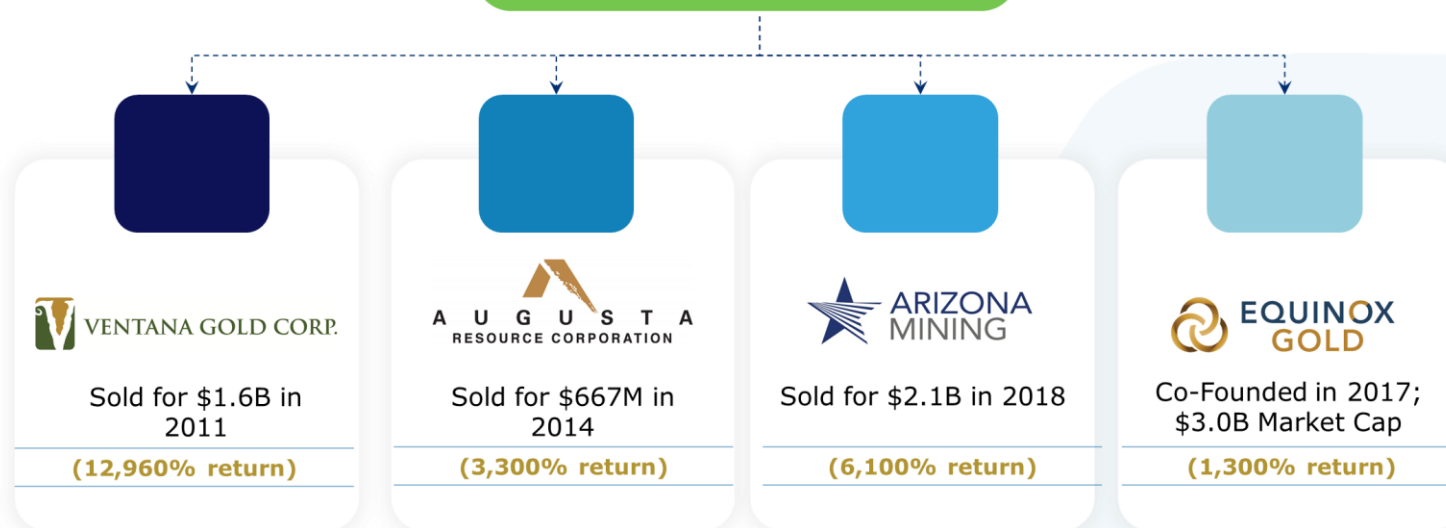 VENTANA GOLD CORP.
Sold for $1.6B in
2011
(12,960% return)
AUGUSTA
RESOURCE CORPORATION
Sold for $667M in
2014
(3,300% return)
ARIZONA
MINING
Sold for $2.1B in 2018
(6,100% return)
EQUINOX
GOLD
Co-Founded in 2017;
$3.0B Market Cap
(1,300% return)